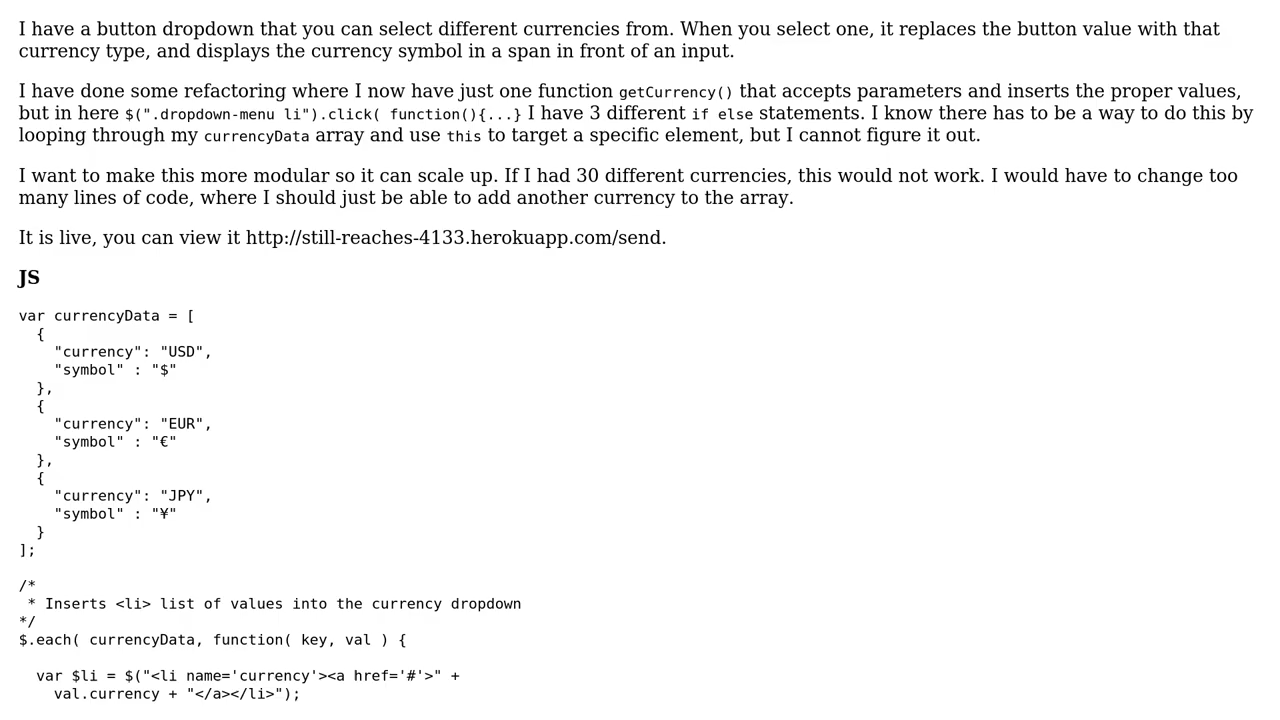 I have a button dropdown that you can select different currencies from. When you select one, it replaces the button value with that
currency type, and displays the currency symbol in a span in front of an input.
I have done some refactoring where I now have just one function getCurrency() that accepts parameters and inserts the proper values,
but in here $(".dropdown-menu li").click( function(){...} I have 3 different if else statements. I know there has to be a way to do this by
looping through my currencyData array and use this to target a specific element, but I cannot figure it out.
I want to make this more modular so it can scale up. If I had 30 different currencies, this would not work. I would have to change too
many lines of code, where I should just be able to add another currency to the array.
It is live, you can view it http://still-reaches-4133.herokuapp.com/send.
JS
var currencyData = [
  {
    "currency": "USD",
    "symbol" : "$"
  },
  {
    "currency": "EUR",
    "symbol" : "€"
  },
  {
    "currency": "JPY",
    "symbol" : "¥"
  }
];
/*
 * Inserts <li> list of values into the currency dropdown
*/
$.each( currencyData, function( key, val ) {
  var $li = $("<li name='currency'><a href='#'>" +
    val.currency + "</a></li>");